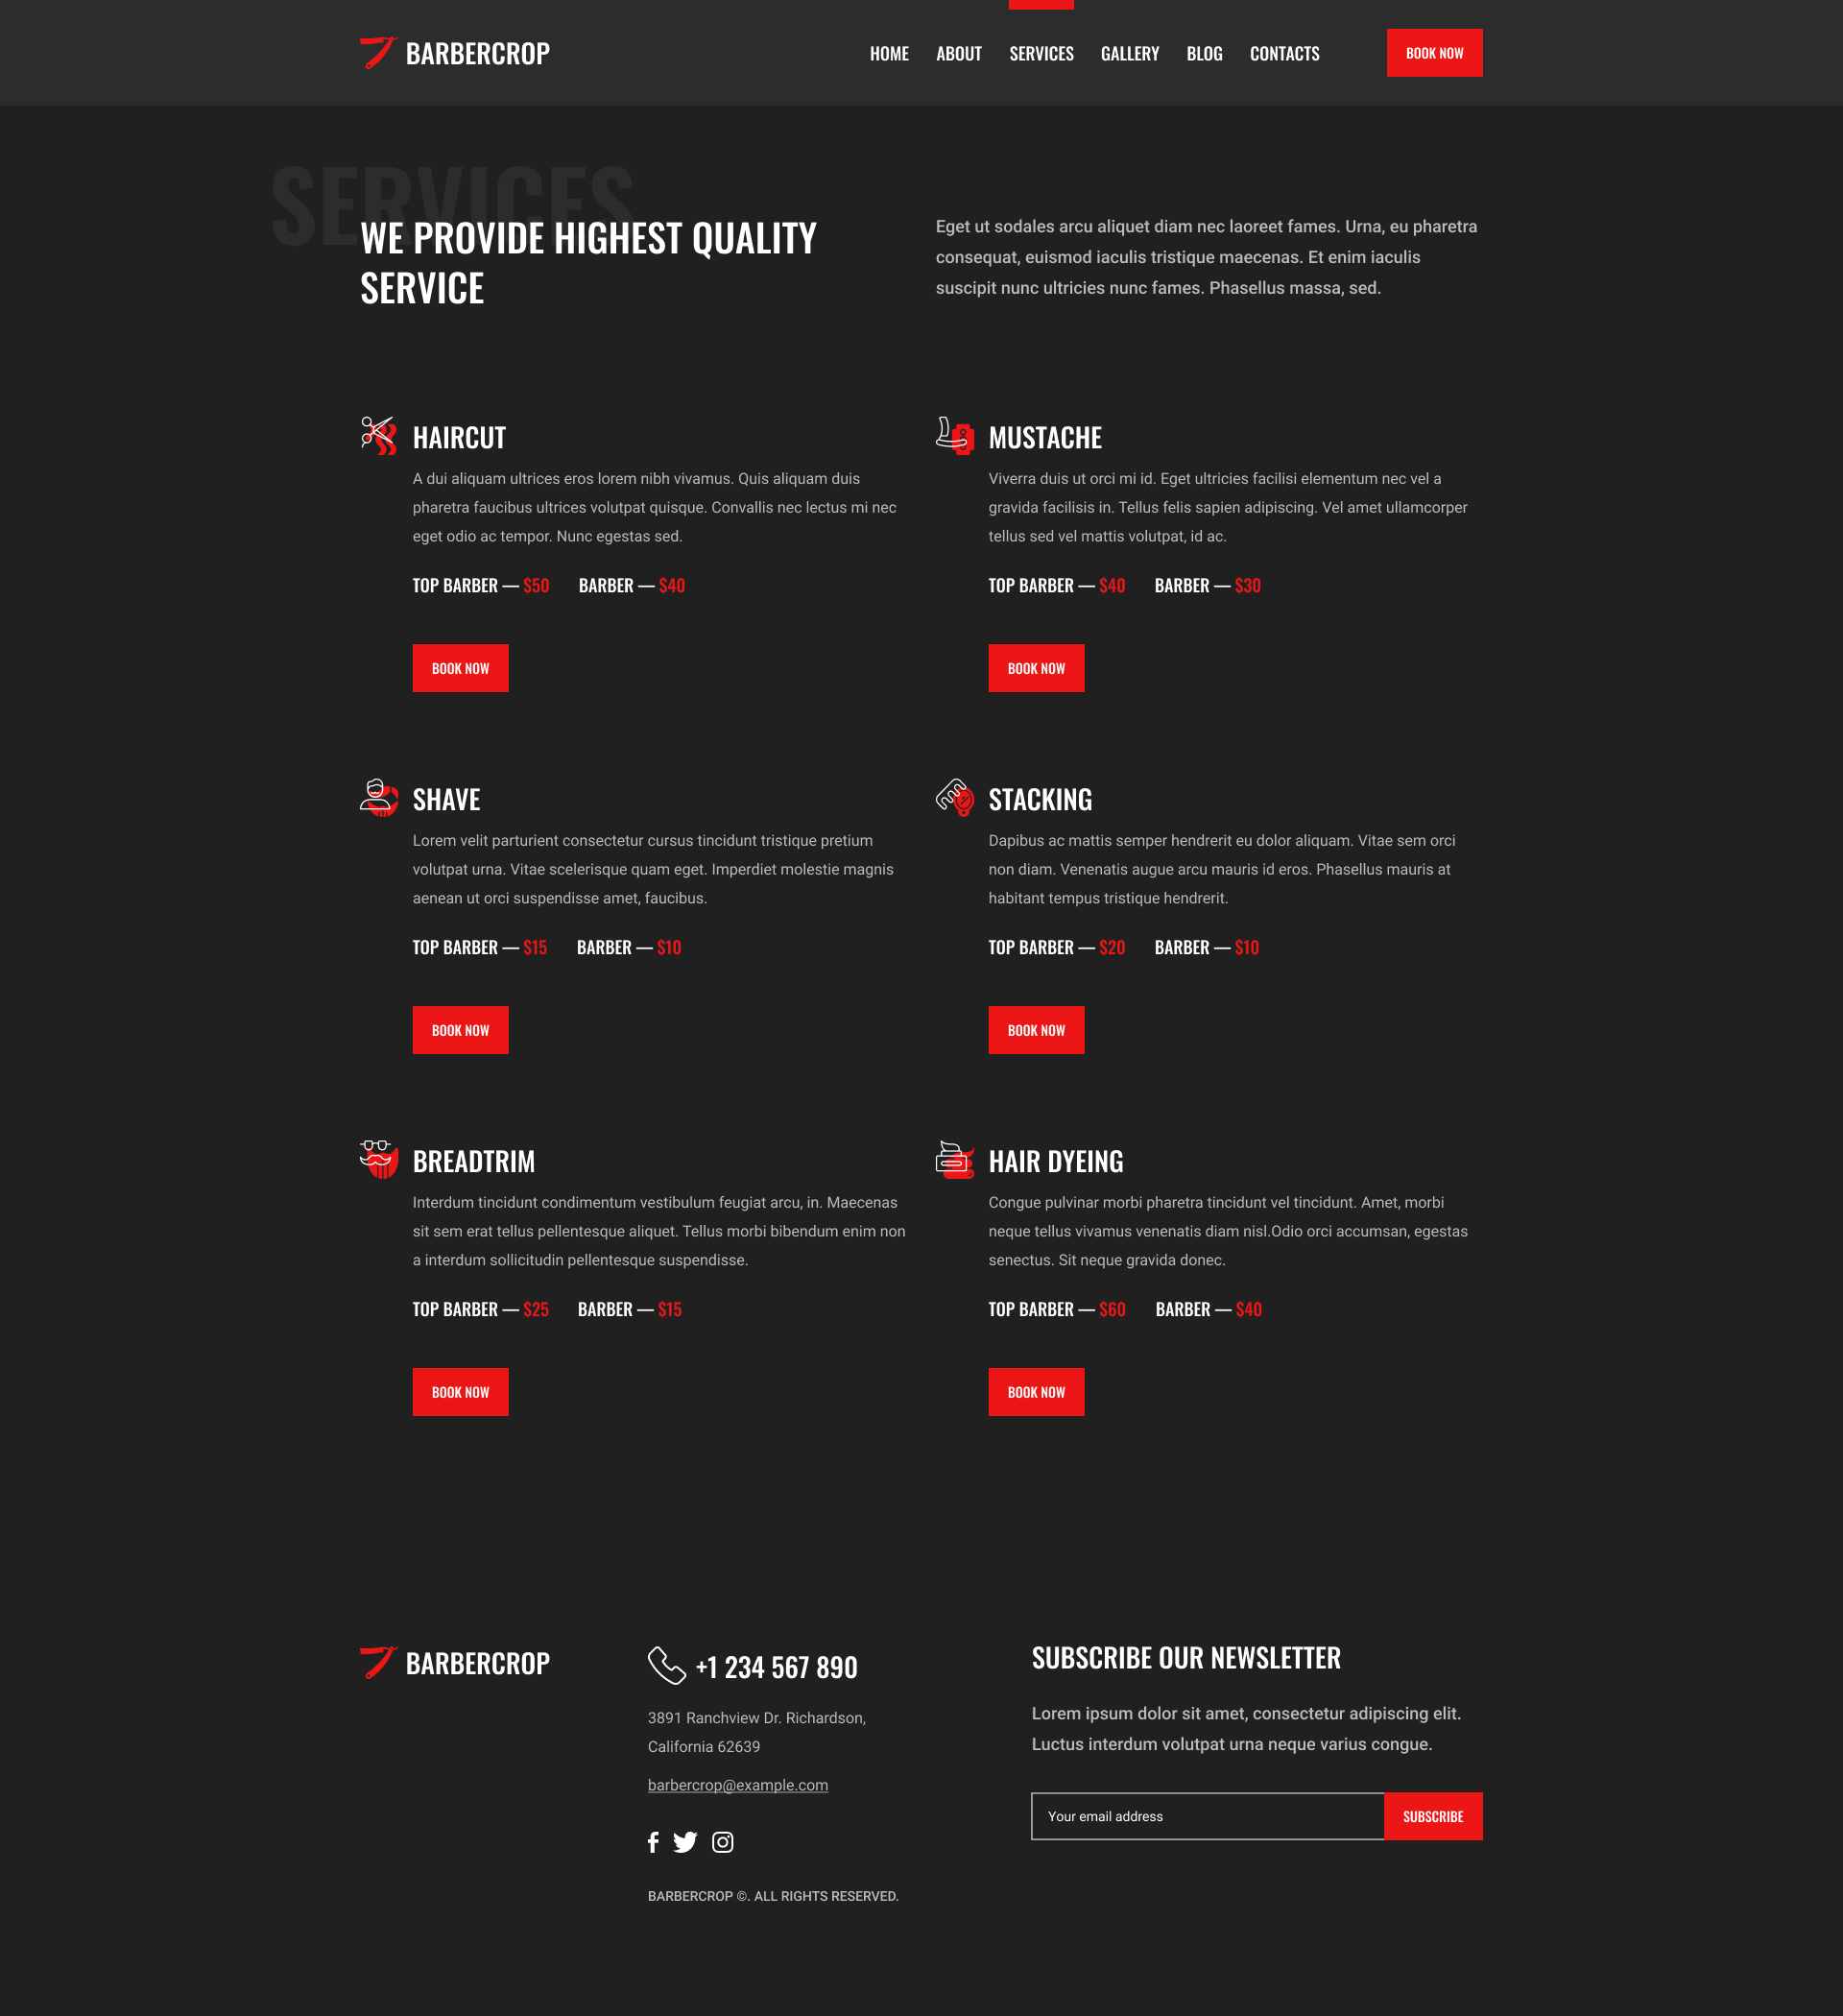 BARBERCROP
HOME ABOUT SERVICES GALLERY BLOG CONTACTS BOOK NOW
SERVICES
WE PROVIDE HIGHEST QUALITY
SERVICE
Eget ut sodales arcu aliquet diam nec laoreet fames. Urna, eu pharetra
consequat, euismod iaculis tristique maecenas. Et enim iaculis
suscipit nunc ultricies nunc fames. Phasellus massa, sed.
HAIRCUT
A dui aliquam ultrices eros lorem nibh vivamus. Quis aliquam duis
pharetra faucibus ultrices volutpat quisque. Convallis nec lectus mi nec
eget odio ac tempor. Nunc egestas sed.
TOP BARBER — $50 BARBER — $40
BOOK NOW
MUSTACHE
Viverra duis ut orci mi id. Eget ultricies facilisi elementum nec vel a
gravida facilisis in. Tellus felis sapien adipiscing. Vel amet ullamcorper
tellus sed vel mattis volutpat, id ac.
TOP BARBER — $40 BARBER — $30
BOOK NOW
SHAVE
Lorem velit parturient consectetur cursus tincidunt tristique pretium
volutpat urna. Vitae scelerisque quam eget. Imperdiet molestie magnis
aenean ut orci suspendisse amet, faucibus.
TOP BARBER — $15 BARBER — $10
BOOK NOW
STACKING
Dapibus ac mattis semper hendrerit eu dolor aliquam. Vitae sem orci
non diam. Venenatis augue arcu mauris id eros. Phasellus mauris at
habitant tempus tristique hendrerit.
TOP BARBER — $20 BARBER — $10
BOOK NOW
BREADTRIM
Interdum tincidunt condimentum vestibulum feugiat arcu, in. Maecenas
sit sem erat tellus pellentesque aliquet. Tellus morbi bibendum enim non
a interdum sollicitudin pellentesque suspendisse.
TOP BARBER — $25 BARBER — $15
BOOK NOW
HAIR DYEING
Congue pulvinar morbi pharetra tincidunt vel tincidunt. Amet, morbi
neque tellus vivamus venenatis diam nisl.Odio orci accumsan, egestas
senectus. Sit neque gravida donec.
TOP BARBER — $60 BARBER — $40
BOOK NOW
BARBERCROP
+1 234 567 890
3891 Ranchview Dr. Richardson,
California 62639
barbercrop@example.com
BARBERCROP ©. ALL RIGHTS RESERVED.
SUBSCRIBE OUR NEWSLETTER
Lorem ipsum dolor sit amet, consectetur adipiscing elit.
Luctus interdum volutpat urna neque varius congue.
Your email address SUBSCRIBE